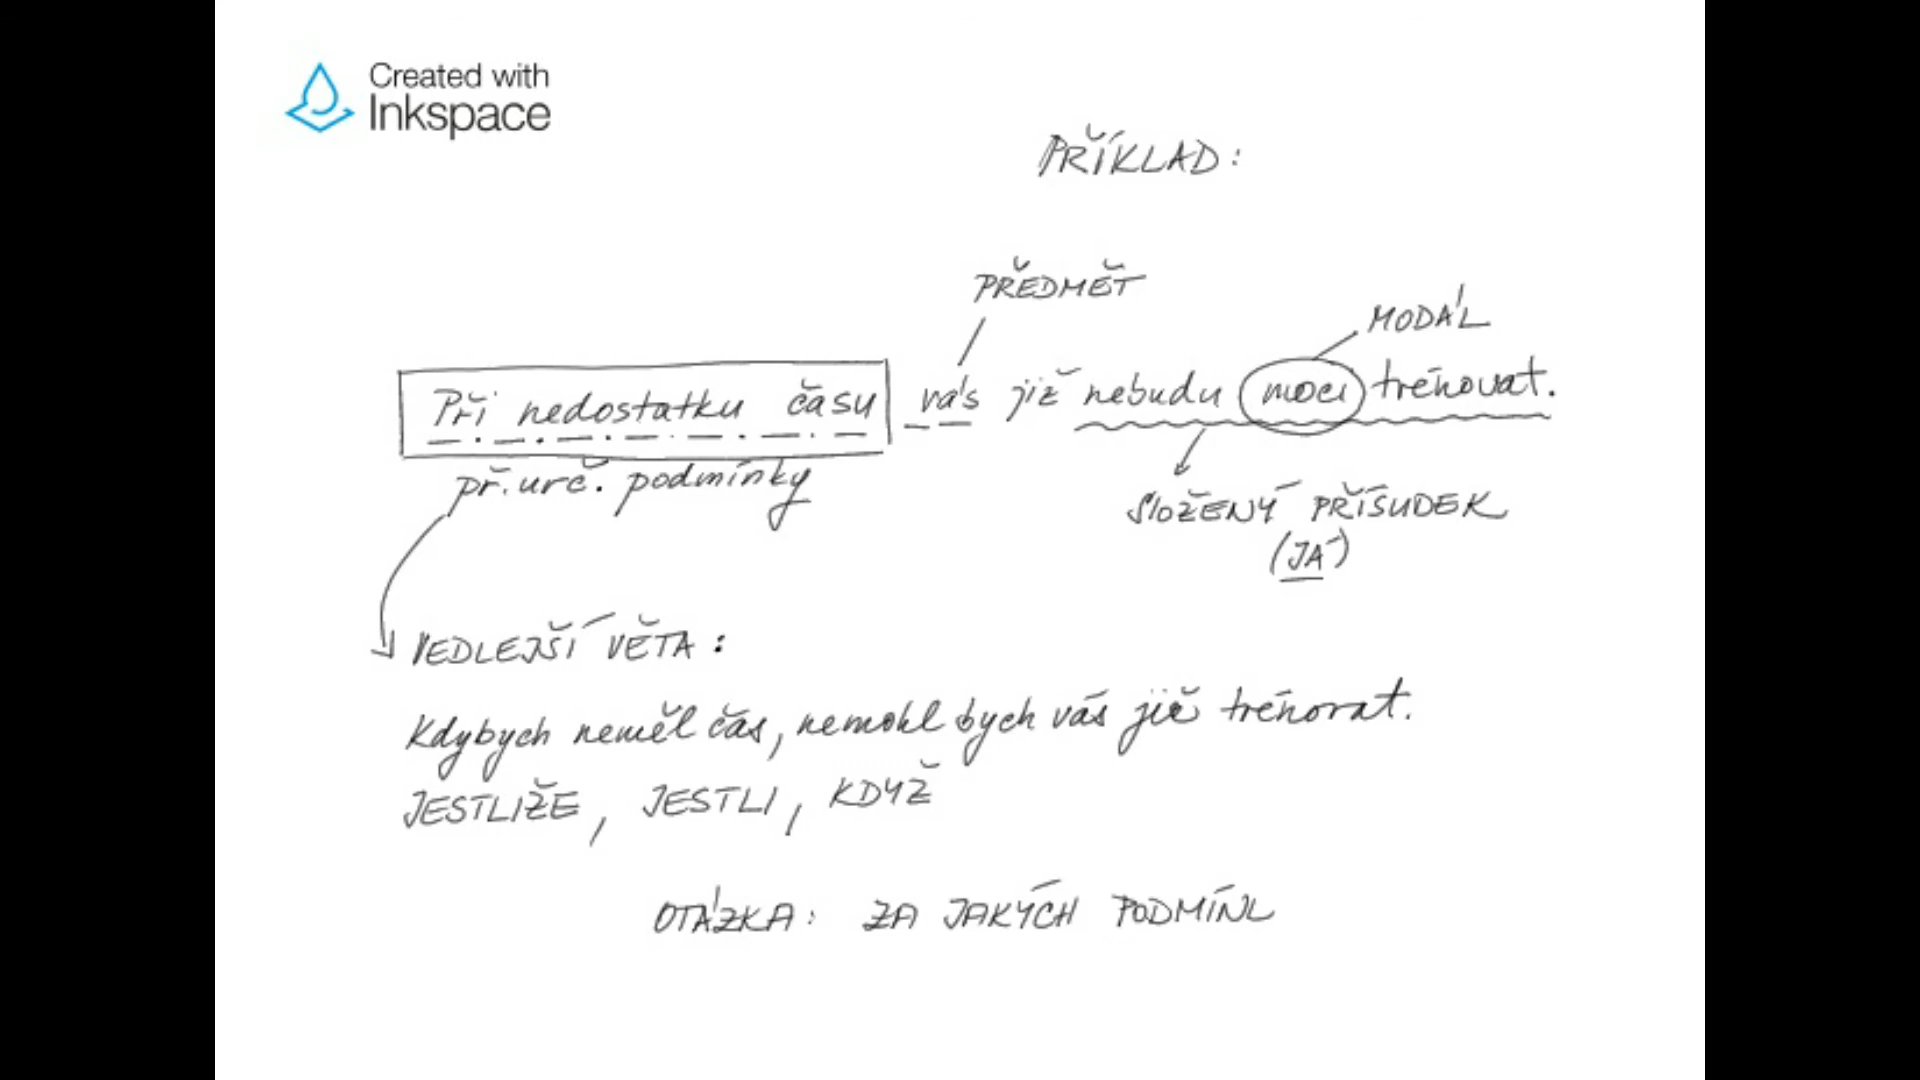 Created with
Inkspace
PŘÍKLAD:
PŘEDMĚT
MODÁL
Při nedostatku času vás již nebudu moci trénovat.
př. urč. podmínky
SLOŽENÝ PŘÍSUDEK
(JÁ)
VEDLEJŠÍ VĚTA:
Kdybych neměl čas, nemohl bych vás již trénovat.
JESTLIŽE, JESTLI, KDYŽ
OTÁZKA: ZA JAKÝCH PODMÍN